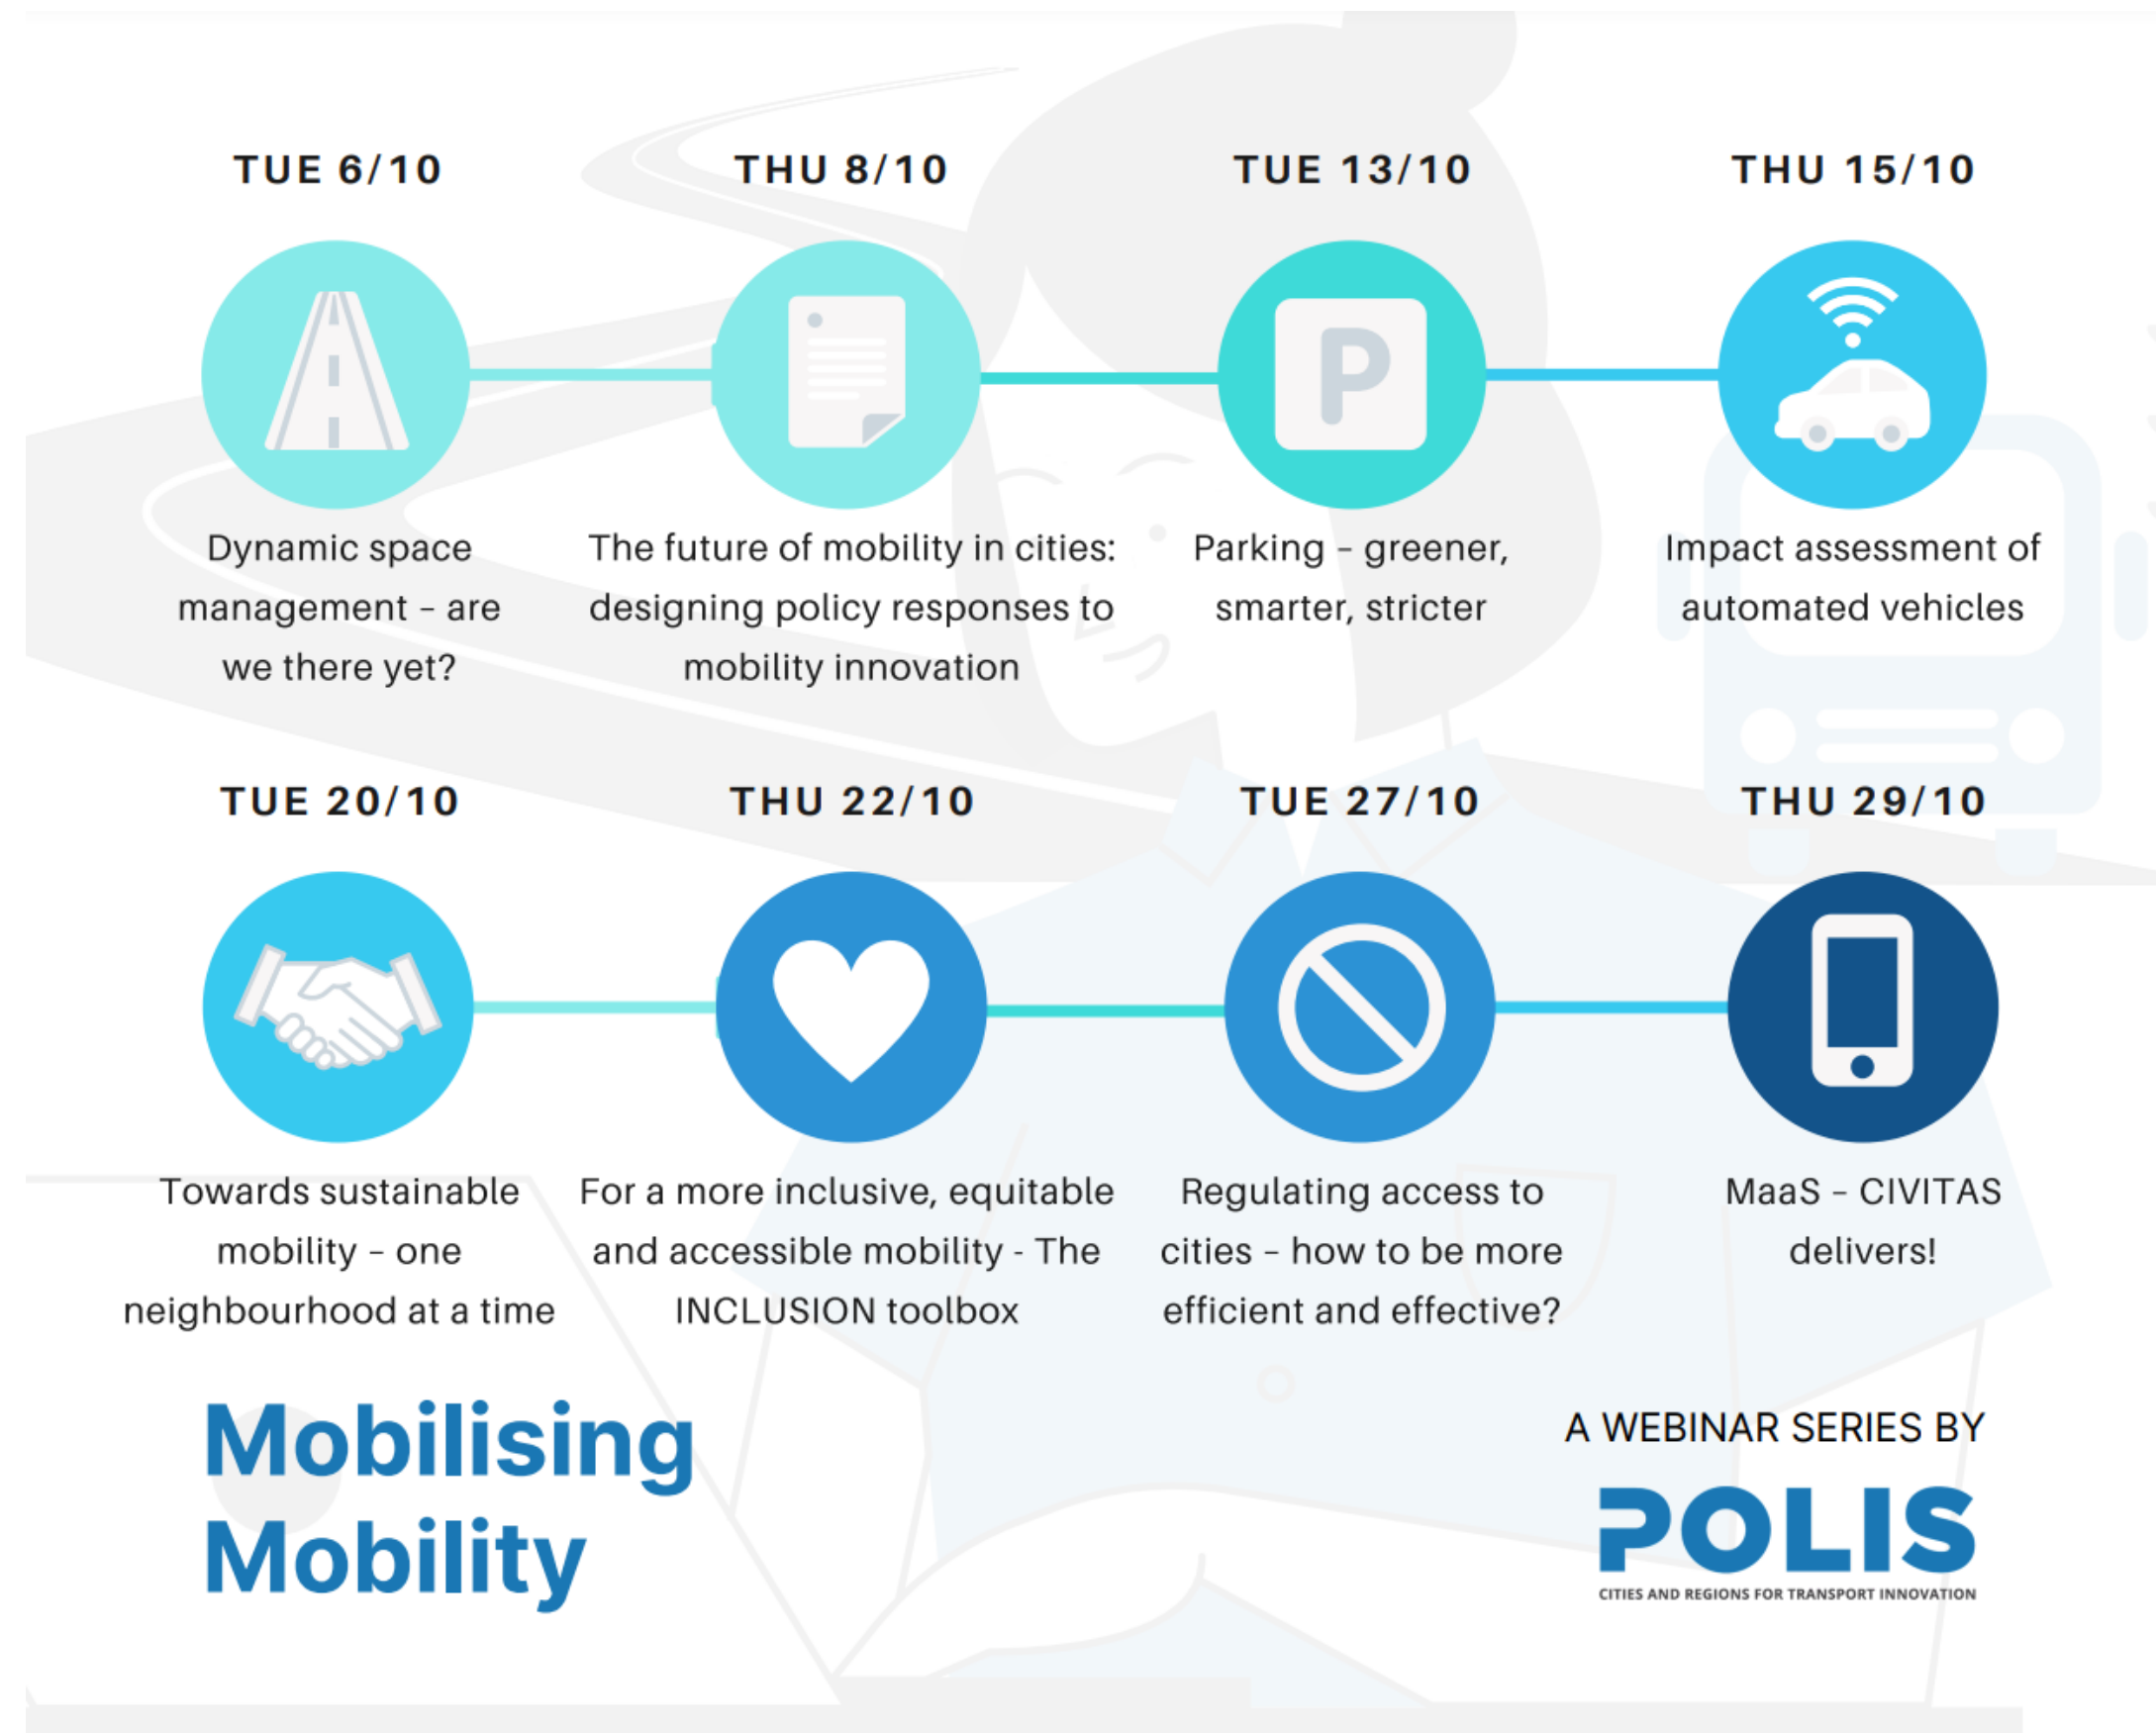 TUE 6/10
THU 8/10
TUE 13/10
THU 15/10
P
Dynamic space
management – are
we there yet?
The future of mobility in cities:
designing policy responses to
mobility innovation
Parking – greener,
smarter, stricter
Impact assessment of
automated vehicles
TUE 20/10
THU 22/10
TUE 27/10
THU 29/10
Towards sustainable
mobility – one
neighbourhood at a time
For a more inclusive, equitable
and accessible mobility - The
INCLUSION toolbox
Regulating access to
cities – how to be more
efficient and effective?
MaaS – CIVITAS
delivers!
Mobilising
Mobility
A WEBINAR SERIES BY
POLIS
CITIES AND REGIONS FOR TRANSPORT INNOVATION